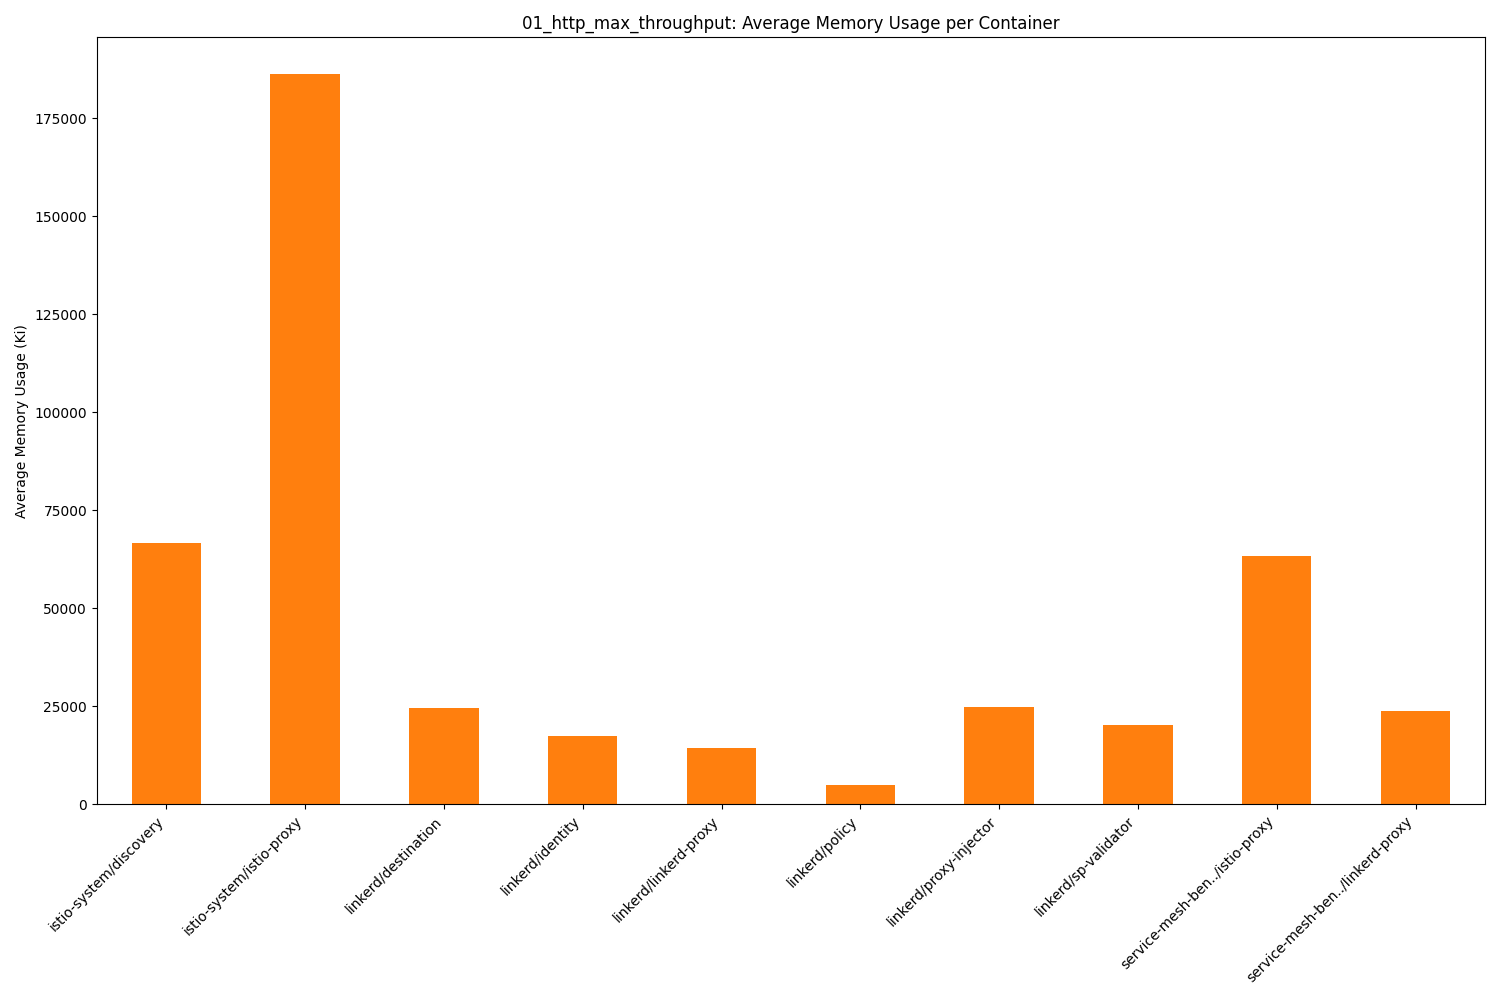 01_http_max_throughput: Average Memory Usage per Container
Average Memory Usage (Ki)
175000
150000
125000
100000
75000
50000
25000
0
istio-system/discovery
istio-system/istio-proxy
linkerd/destination
linkerd/identity
linkerd/linkerd-proxy
linkerd/policy
linkerd/proxy-injector
linkerd/sp-validator
service-mesh-ben../istio-proxy
service-mesh-ben../linkerd-proxy